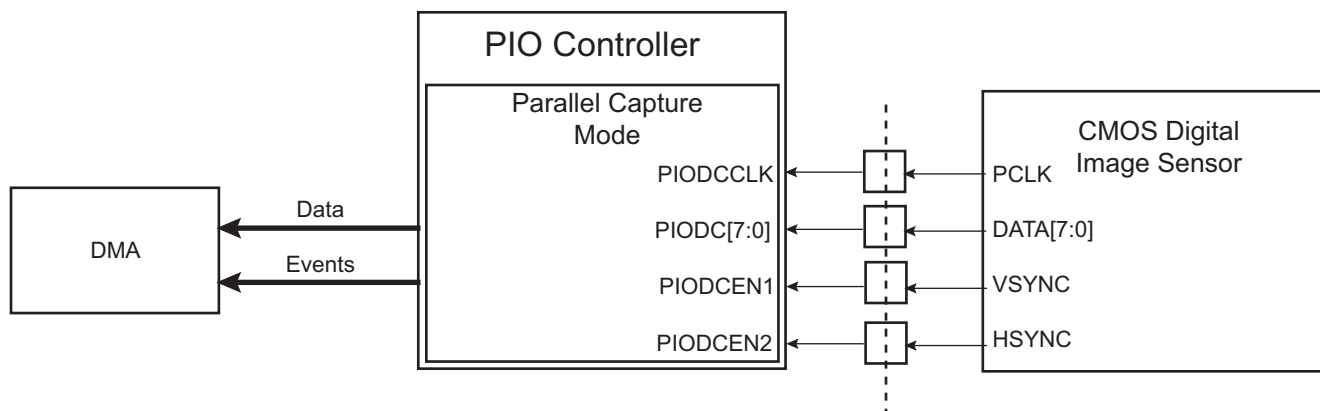 PIO Controller
Parallel Capture
Mode
CMOS Digital
Image Sensor
PIODCCLK
PCLK
Data
PIODC[7:0]
DATA[7:0]
DMA
Events
PIODCEN1
VSYNC
PIODCEN2
HSYNC